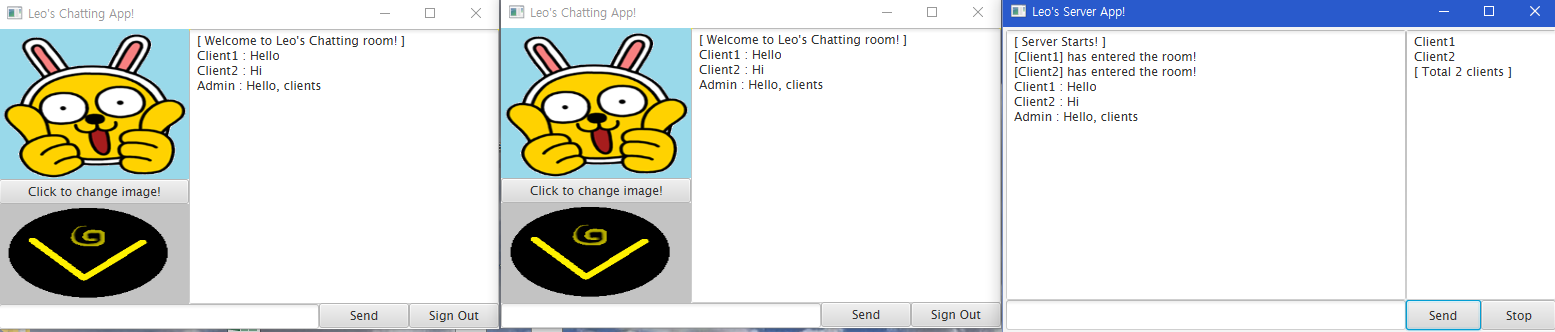 Leo's Chatting App!
[ Welcome to Leo's Chatting room! ]
Client1 : Hello
Client2 : Hi
Admin : Hello, clients
Click to change image!
Send
Sign Out
Leo's Chatting App!
[ Welcome to Leo's Chatting room! ]
Client1 : Hello
Client2 : Hi
Admin : Hello, clients
Click to change image!
Send
Sign Out
Leo's Server App!
[ Server Starts! ]
[Client1] has entered the room!
[Client2] has entered the room!
Client1 : Hello
Client2 : Hi
Admin : Hello, clients
Client1
Client2
[ Total 2 clients ]
Send
Stop